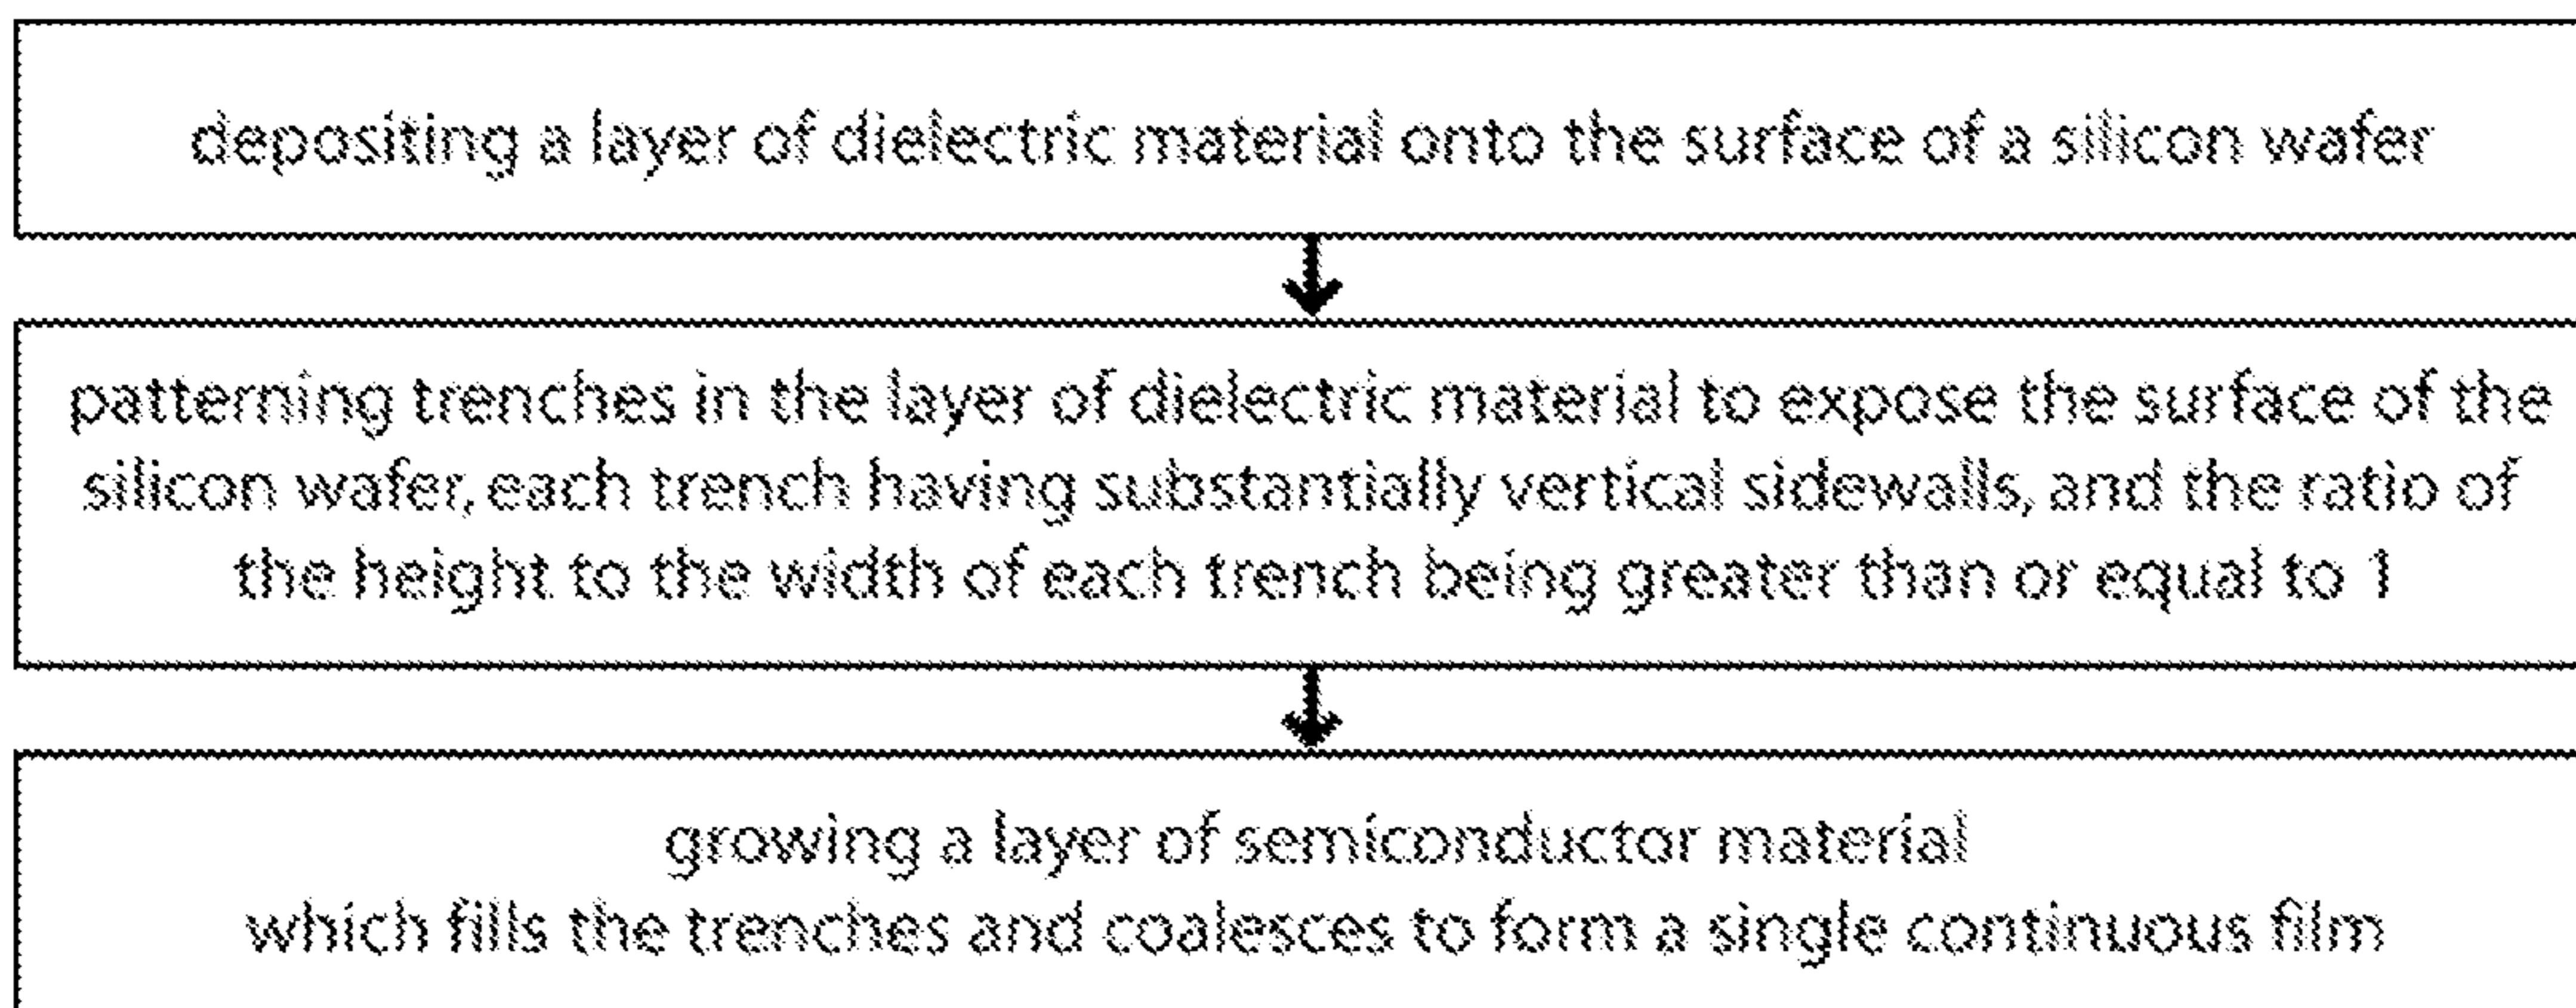 depositing a layer of dielectric material onto the surface of a silicon wafer
patterning trenches in the layer of dielectric material to expose the surface of the
silicon wafer, each trench having substantially vertical sidewalls, and the ratio of
the height to the width of each trench being greater than or equal to 1
growing a layer of semiconductor material
which fills the trenches and coalesces to form a single continuous film